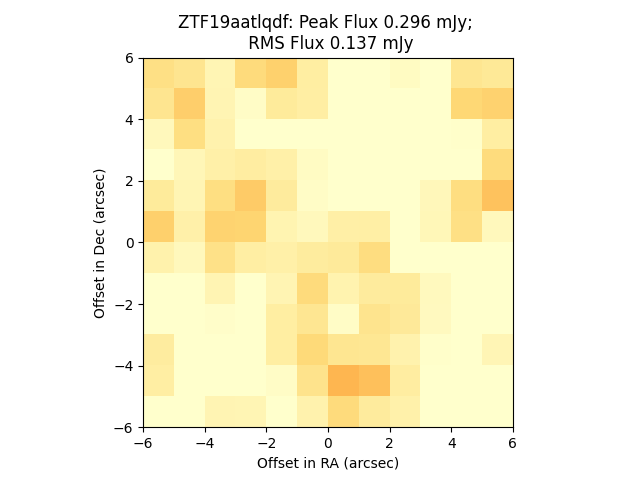 ZTF19aatlqdf: Peak Flux 0.296 mJy;
RMS Flux 0.137 mJy
6
4
2
0
−2
−4
−6
Offset in Dec (arcsec)
−6 −4 −2 0 2 4 6
Offset in RA (arcsec)